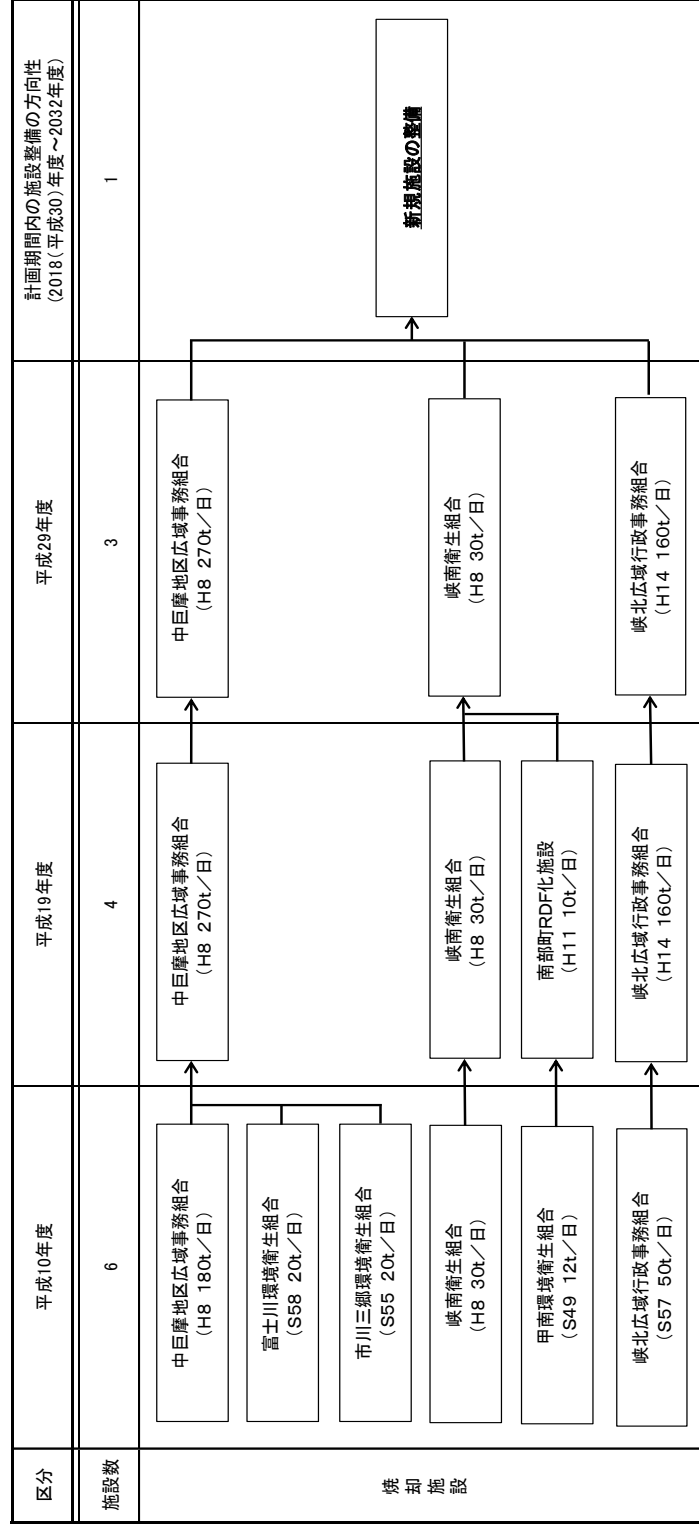 区分
平成10年度
平成19年度
平成29年度
計画期間内の施設整備の方向性
(2018(平成30)年度～2032年度)
施設数
6
4
3
1
焼却施設
中巨摩地区広域事務組合
(H8 180t/日)
富士川環境衛生組合
(S58 20t/日)
市川三郷環境衛生組合
(S55 20t/日)
峡南衛生組合
(H8 30t/日)
甲南環境衛生組合
(S49 12t/日)
峡北広域行政事務組合
(S57 50t/日)
中巨摩地区広域事務組合
(H8 270t/日)
峡南衛生組合
(H8 30t/日)
南部町RDF化施設
(H11 10t/日)
峡北広域行政事務組合
(H14 160t/日)
中巨摩地区広域事務組合
(H8 270t/日)
峡南衛生組合
(H8 30t/日)
峡北広域行政事務組合
(H14 160t/日)
新規施設の整備